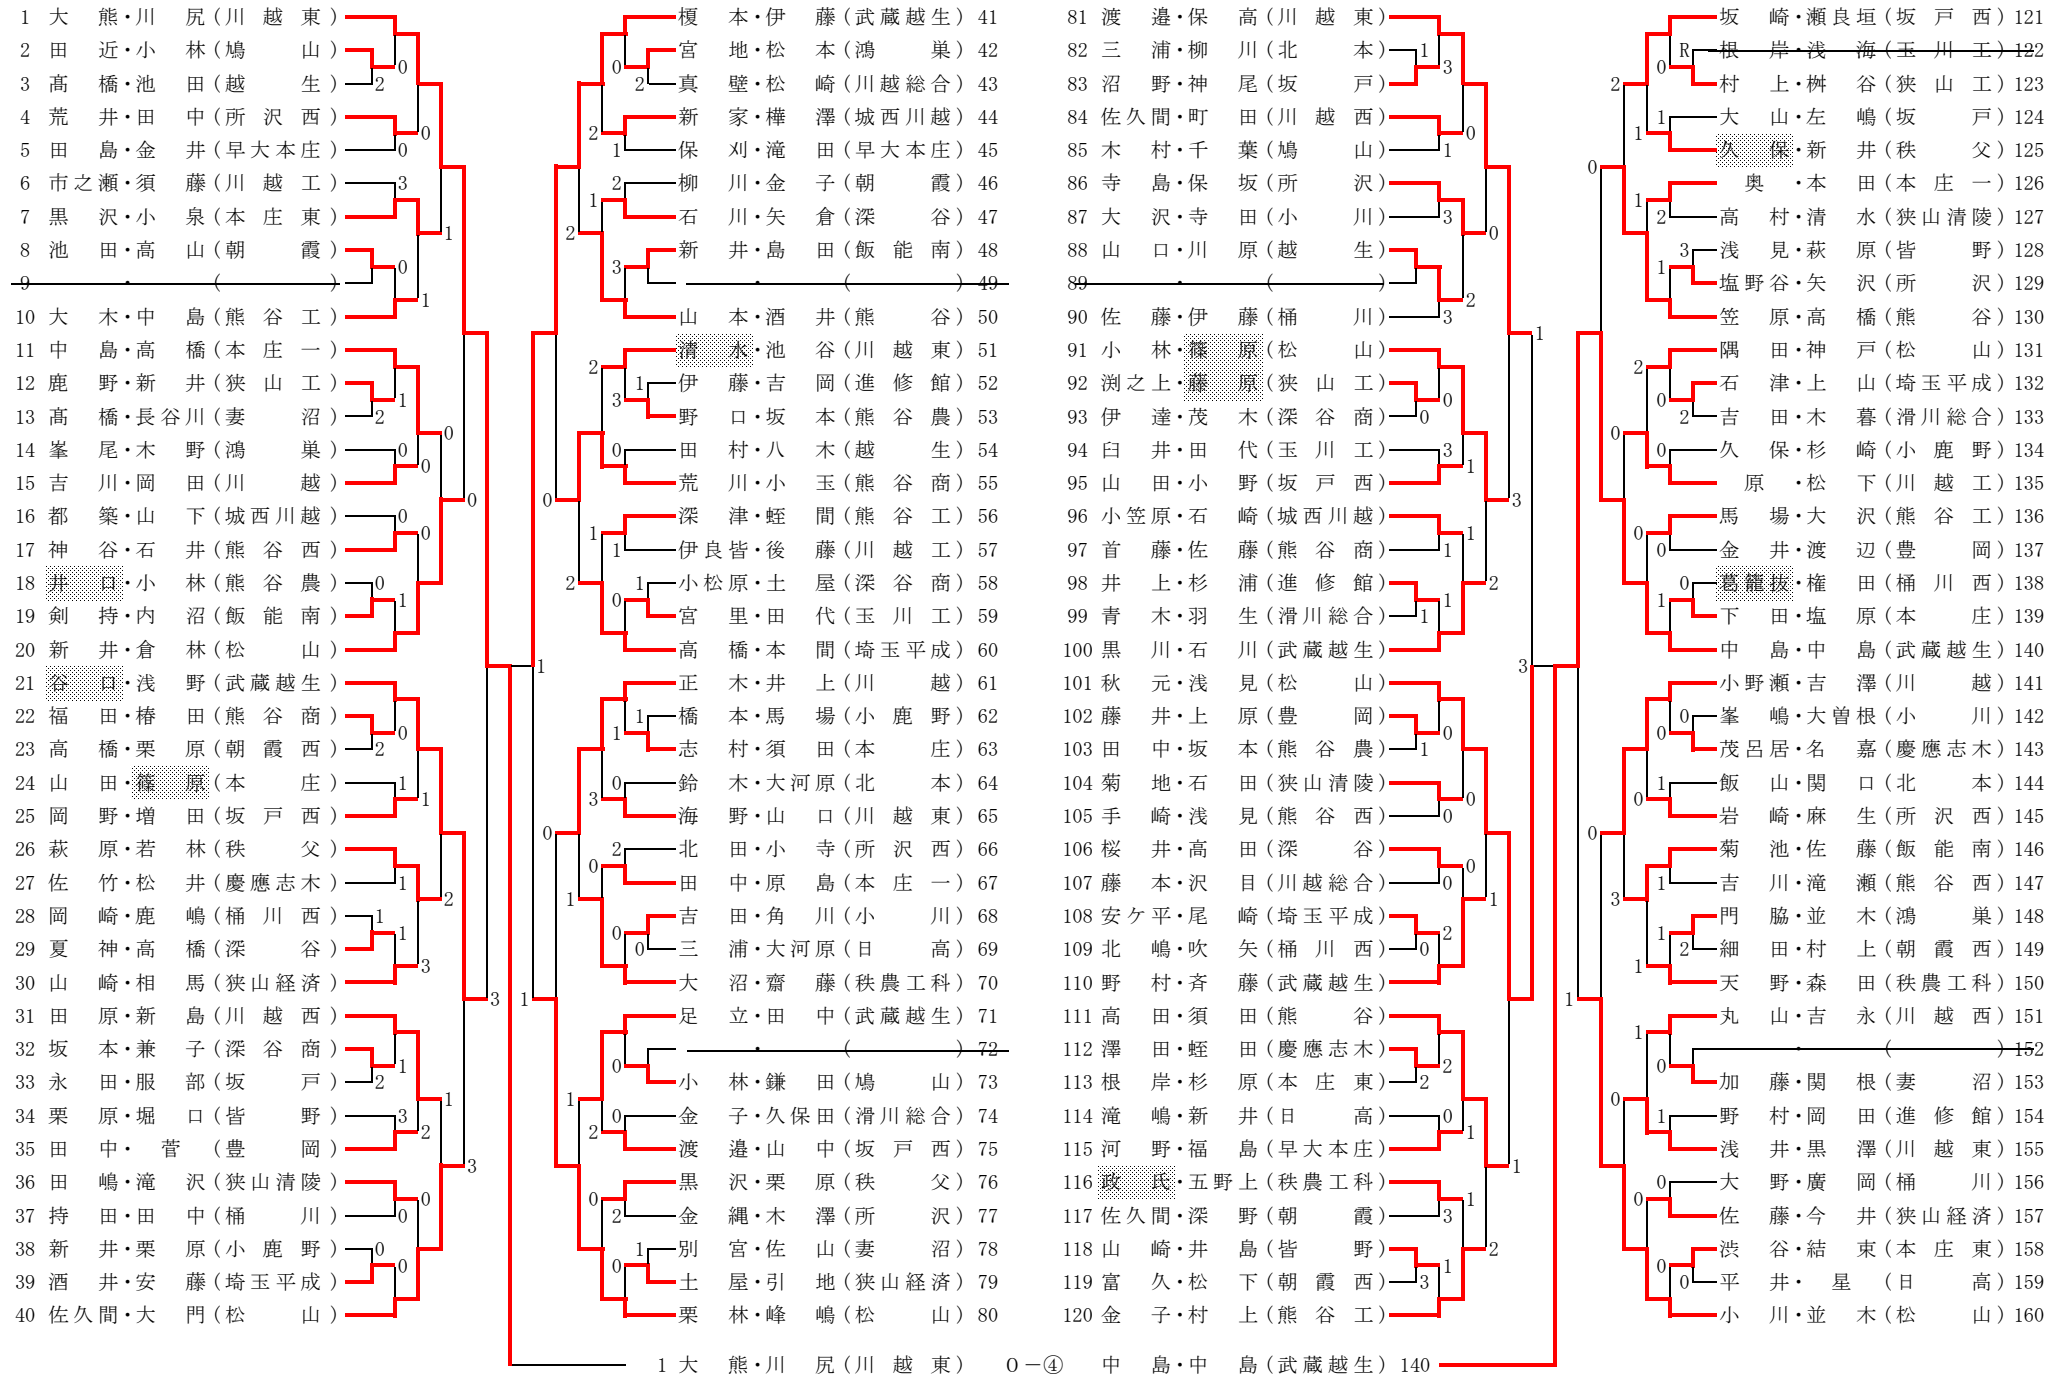 1 大熊・川尻(川越東)
2 田近・小林(鳩山)
3 髙橋・池田(越生)
4 荒井・田中(所沢西)
5 田島・金井(早大本庄)
6 市之瀬・須藤(川越工)
7 黒沢・小泉(本庄東)
8 池田・高山(朝霞)
9 ・( )
10 大木・中島(熊谷工)
11 中島・高橋(本庄一)
12 鹿野・新井(狭山工)
13 髙橋・長谷川(妻沼)
14 峯尾・木野(鴻巣)
15 吉川・岡田(川越)
16 都築・山下(城西川越)
17 神谷・石井(熊谷西)
18 井口・小林(熊谷農)
19 剣持・内沼(飯能南)
20 新井・倉林(松山)
21 谷口・浅野(武蔵越生)
22 福田・椿田(熊谷商)
23 高橋・栗原(朝霞西)
24 山田・篠原(本庄)
25 岡野・増田(坂戸西)
26 萩原・若林(秩父)
27 佐竹・松井(慶應志木)
28 岡崎・鹿嶋(桶川西)
29 夏神・高橋(深谷)
30 山崎・相馬(狭山経済)
31 田原・新島(川越西)
32 坂本・兼子(深谷商)
33 永田・服部(坂戸)
34 栗原・堀口(皆野)
35 田中・菅(豊岡)
36 田嶋・滝沢(狭山清陵)
37 持田・田中(桶川)
38 新井・栗原(小鹿野)
39 酒井・安藤(埼玉平成)
40 佐久間・大門(松山)
榎本・伊藤(武蔵越生) 41
宮地・松本(鴻巣) 42
真壁・松崎(川越総合) 43
新家・樺澤(城西川越) 44
保刈・滝田(早大本庄) 45
柳川・金子(朝霞) 46
石川・矢倉(深谷) 47
新井・島田(飯能南) 48
・( ) 49
山本・酒井(熊谷) 50
清水・池谷(川越東) 51
伊藤・吉岡(進修館) 52
野口・坂本(熊谷農) 53
田村・八木(越生) 54
荒川・小玉(熊谷商) 55
深津・蛭間(熊谷工) 56
伊良皆・後藤(川越工) 57
小松原・土屋(深谷商) 58
宮里・田代(玉川工) 59
高橋・本間(埼玉平成) 60
正木・井上(川越) 61
橋本・馬場(小鹿野) 62
志村・須田(本庄) 63
鈴木・大河原(北本) 64
海野・山口(川越東) 65
北田・小寺(所沢西) 66
田中・原島(本庄一) 67
吉田・角川(小川) 68
三浦・大河原(日高) 69
大沼・齋藤(秩農工科) 70
足立・田中(武蔵越生) 71
・( ) 72
小林・鎌田(鳩山) 73
金子・久保田(滑川総合) 74
渡邉・山中(坂戸西) 75
黒沢・栗原(秩父) 76
金縄・木澤(所沢) 77
別宮・佐山(妻沼) 78
土屋・引地(狭山経済) 79
栗林・峰嶋(松山) 80
81 渡邉・保高(川越東)
82 三浦・柳川(北本)
83 沼野・神尾(坂戸)
84 佐久間・町田(川越西)
85 木村・千葉(鳩山)
86 寺島・保坂(所沢)
87 大沢・寺田(小川)
88 山口・川原(越生)
89 ・( )
90 佐藤・伊藤(桶川)
91 小林・篠原(松山)
92 渕之上・藤原(狭山工)
93 伊達・茂木(深谷商)
94 臼井・田代(玉川工)
95 山田・小野(坂戸西)
96 小笠原・石崎(城西川越)
97 首藤・佐藤(熊谷商)
98 井上・杉浦(進修館)
99 青木・羽生(滑川総合)
100 黒川・石川(武蔵越生)
101 秋元・浅見(松山)
102 藤井・上原(豊岡)
103 田中・坂本(熊谷農)
104 菊地・石田(狭山清陵)
105 手崎・浅見(熊谷西)
106 桜井・高田(深谷)
107 藤本・沢目(川越総合)
108 安ケ平・尾崎(埼玉平成)
109 北嶋・吹矢(桶川西)
110 野村・斉藤(武蔵越生)
111 高田・須田(熊谷)
112 澤田・蛭田(慶應志木)
113 根岸・杉原(本庄東)
114 滝嶋・新井(日高)
115 河野・福島(早大本庄)
116 政氏・五野上(秩農工科)
117 佐久間・深野(朝霞)
118 山崎・井島(皆野)
119 富久・松下(朝霞西)
120 金子・村上(熊谷工)
坂崎・瀬良垣(坂戸西) 121
根岸・浅海(玉川工) 122
村上・桝谷(狭山工) 123
大山・左嶋(坂戸) 124
久保・新井(秩父) 125
奥・本田(本庄一) 126
高村・清水(狭山清陵) 127
浅見・萩原(皆野) 128
塩野谷・矢沢(所沢) 129
笠原・高橋(熊谷) 130
隅田・神戸(松山) 131
石津・上山(埼玉平成) 132
吉田・木暮(滑川総合) 133
久保・杉崎(小鹿野) 134
原・松下(川越工) 135
馬場・大沢(熊谷工) 136
金井・渡辺(豊岡) 137
葛籠抜・権田(桶川西) 138
下田・塩原(本庄) 139
中島・中島(武蔵越生) 140
小野瀬・吉澤(川越) 141
峯嶋・大曽根(小川) 142
茂呂居・名嘉(慶應志木) 143
飯山・関口(北本) 144
岩崎・麻生(所沢西) 145
菊池・佐藤(飯能南) 146
吉川・滝瀬(熊谷西) 147
門脇・並木(鴻巣) 148
細田・村上(朝霞西) 149
天野・森田(秩農工科) 150
丸山・吉永(川越西) 151
・( ) 152
加藤・関根(妻沼) 153
野村・岡田(進修館) 154
浅井・黒澤(川越東) 155
大野・廣岡(桶川) 156
佐藤・今井(狭山経済) 157
渋谷・結束(本庄東) 158
平井・星(日高) 159
小川・並木(松山) 160
1 大熊・川尻(川越東) 0－④ 中島・中島(武蔵越生) 140